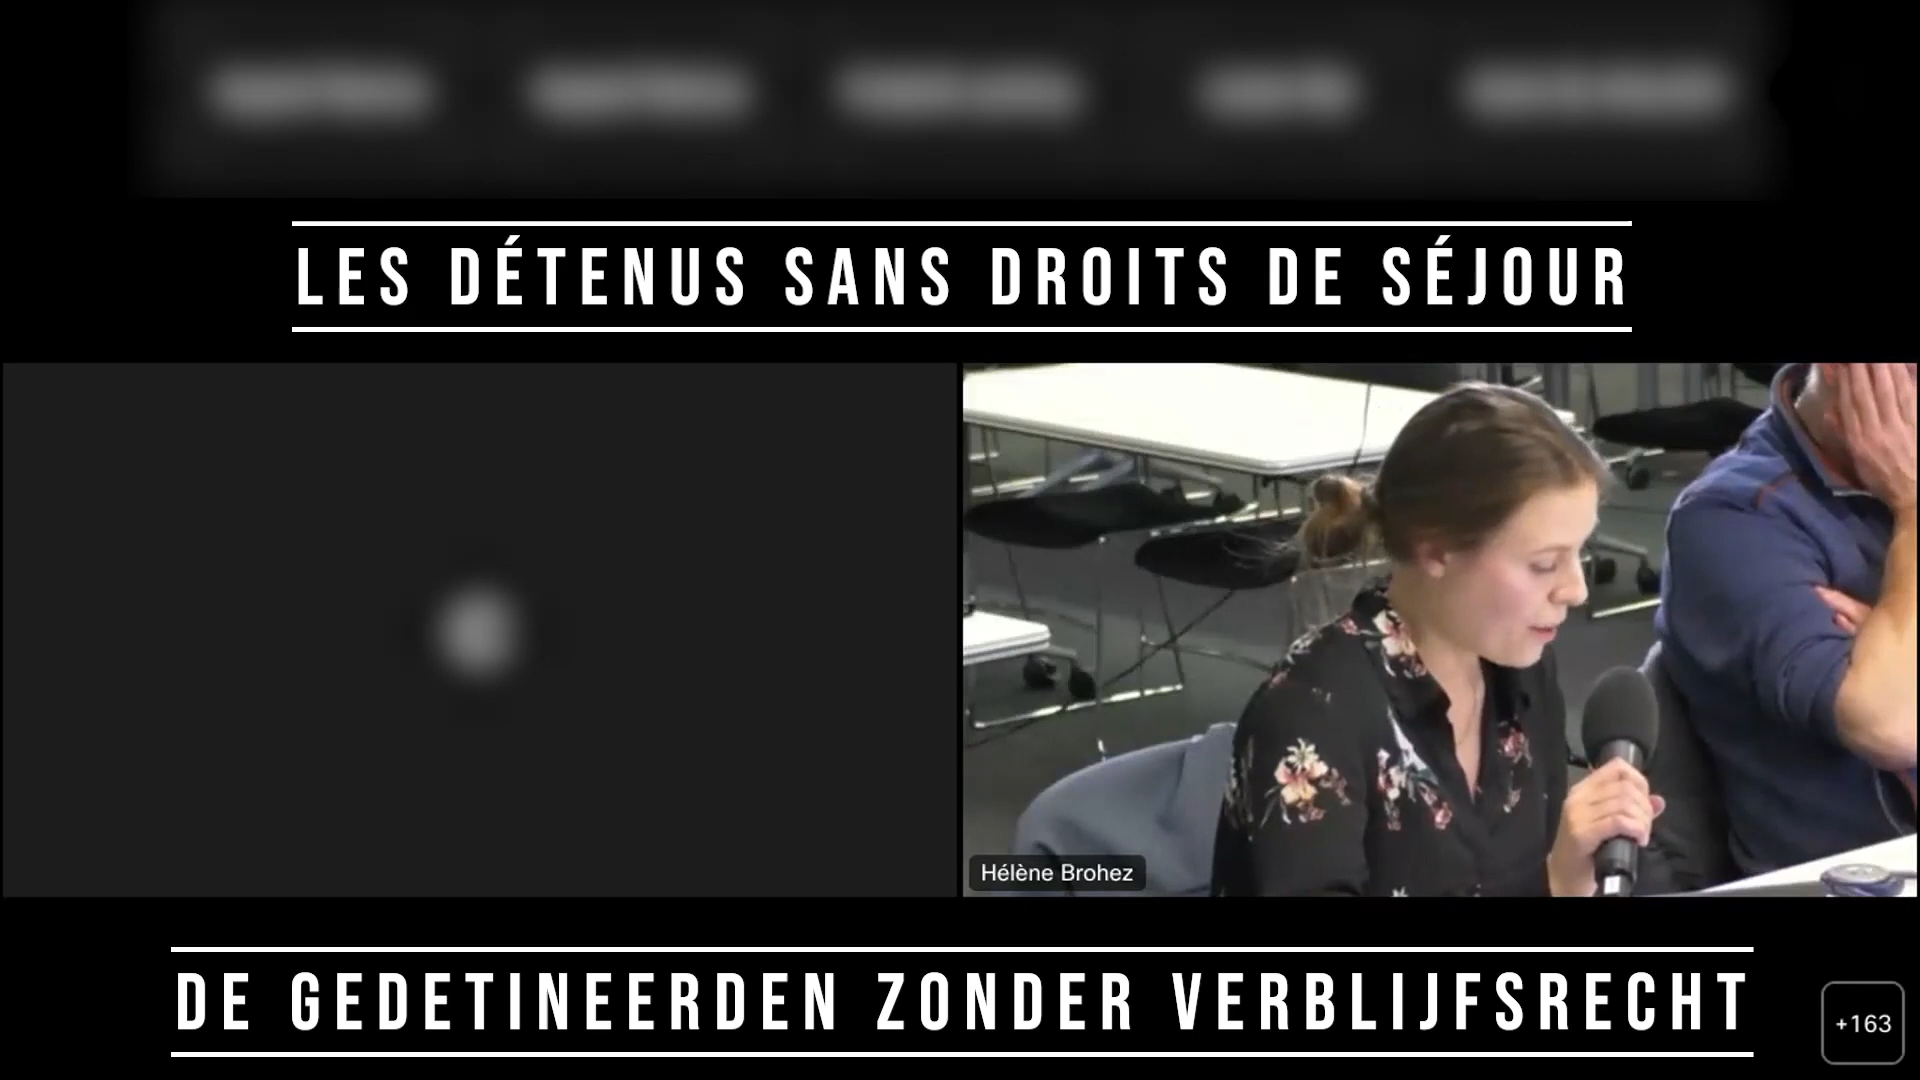 LES DÉTENUS SANS DROITS DE SÉJOUR
Hélène Brohez
DE GEDETINEERDEN ZONDER VERBLIJFSRECHT
+163